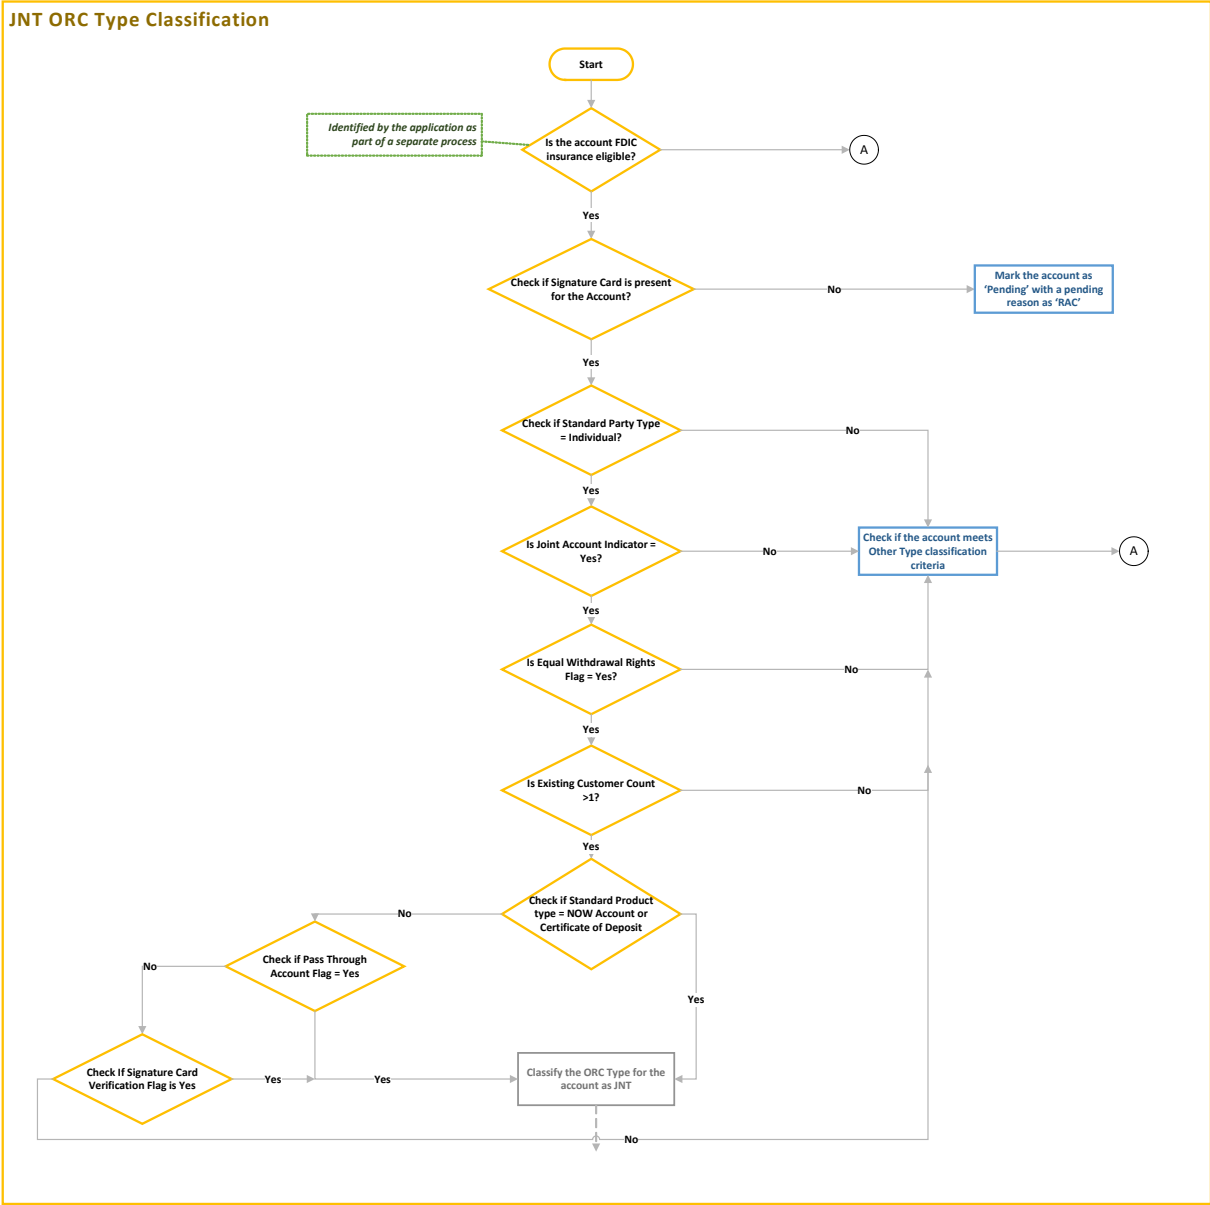 JNT ORC Type Classification
Start
Identified by the application as
part of a separate process
Is the account FDIC
insurance eligible?
A
Yes
Check if Signature Card is present
for the Account?
No
Mark the account as
‘Pending’ with a pending
reason as ‘RAC’
Yes
Check if Standard Party Type
= Individual?
No
Yes
Is Joint Account Indicator =
Yes?
No
Check if the account meets
Other Type classification
criteria
A
Yes
Is Equal Withdrawal Rights
Flag = Yes?
No
Yes
Is Existing Customer Count
>1?
No
Yes
Check if Standard Product
type = NOW Account or
Certificate of Deposit
No
Yes
Check if Pass Through
Account Flag = Yes
No
Check If Signature Card
Verification Flag is Yes
Yes
Yes
Classify the ORC Type for the
account as JNT
No